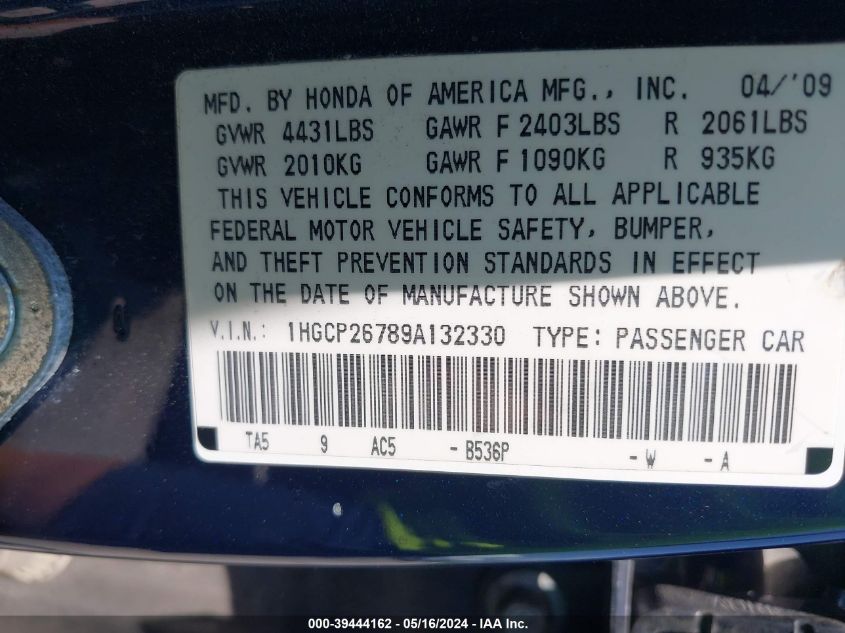 MFD. BY HONDA OF AMERICA MFG., INC. 04/'09
GVWR 4431LBS GAWR F 2403LBS R 2061LBS
GVWR 2010KG GAWR F 1090KG R 935KG
THIS VEHICLE CONFORMS TO ALL APPLICABLE
FEDERAL MOTOR VEHICLE SAFETY, BUMPER,
AND THEFT PREVENTION STANDARDS IN EFFECT
ON THE DATE OF MANUFACTURE SHOWN ABOVE.
V.I.N.: 1HGCP26789A132330 TYPE: PASSENGER CAR
TA5 9 AC5 - B536P - W - A
000-39444162 - 05/16/2024 - IAA Inc.